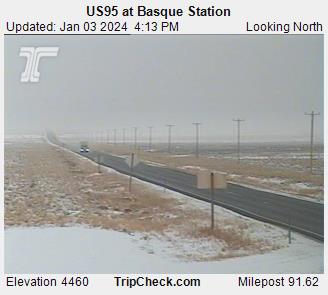 US95 at Basque Station
Updated: Jan 03 2024 4:13 PM Looking North
Elevation 4460 TripCheck.com Milepost 91.62